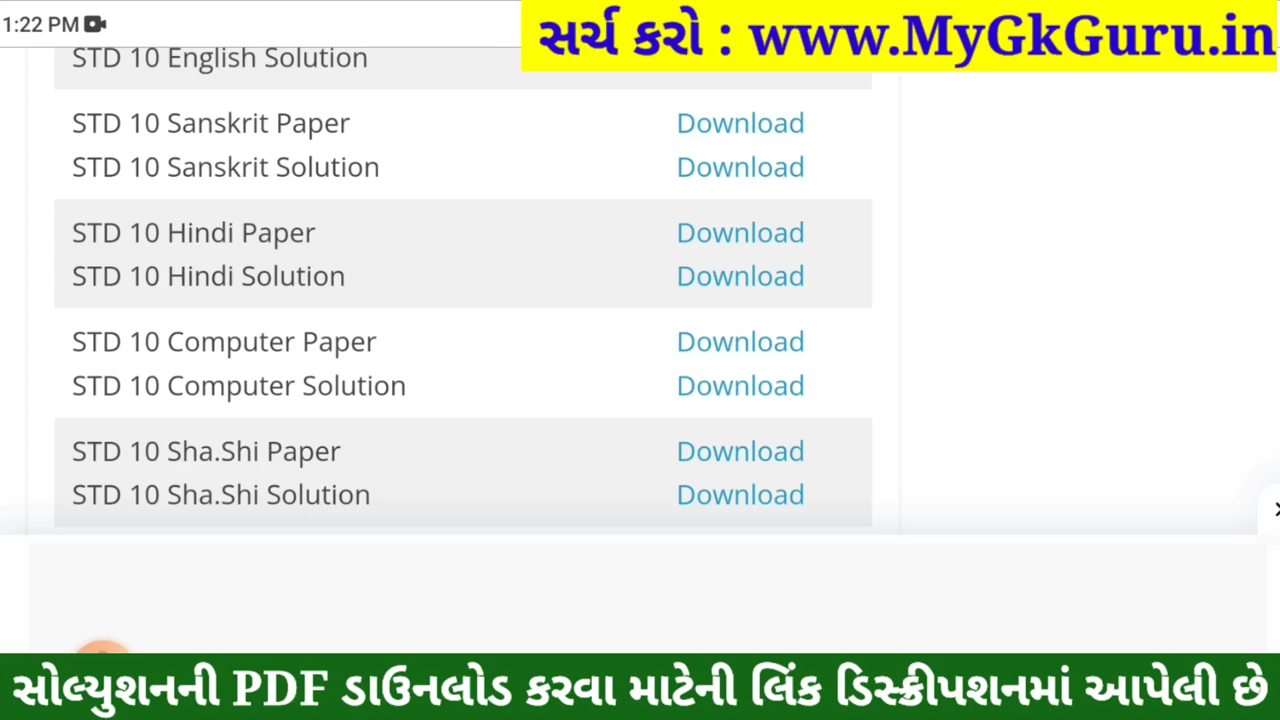 1:22 PM
સર્ચ કરો : www.MyGkGuru.in
STD 10 English Solution
STD 10 Sanskrit Paper Download
STD 10 Sanskrit Solution Download
STD 10 Hindi Paper Download
STD 10 Hindi Solution Download
STD 10 Computer Paper Download
STD 10 Computer Solution Download
STD 10 Sha.Shi Paper Download
STD 10 Sha.Shi Solution Download
સોલ્યુશનની PDF ડાઉનલોડ કરવા માટેની લિંક ડિસ્ક્રીપશનમાં આપેલી છે